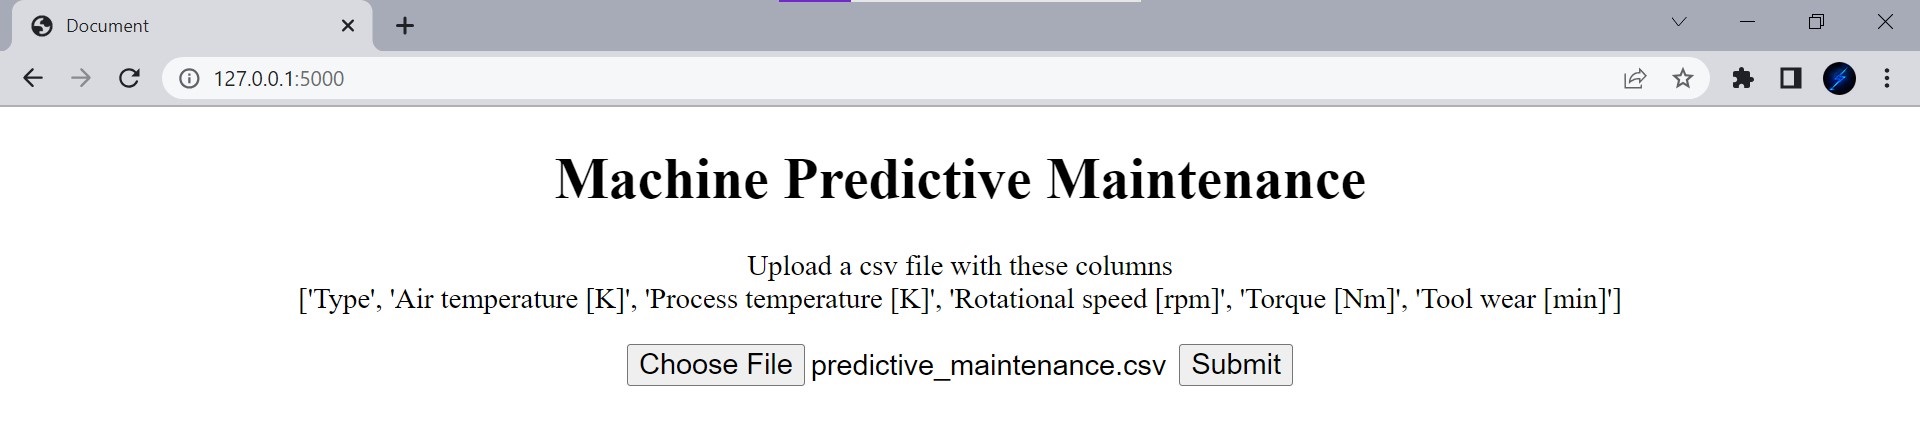 Document
127.0.0.1:5000
Machine Predictive Maintenance
Upload a csv file with these columns
['Type', 'Air temperature [K]', 'Process temperature [K]', 'Rotational speed [rpm]', 'Torque [Nm]', 'Tool wear [min]']
Choose File predictive_maintenance.csv Submit